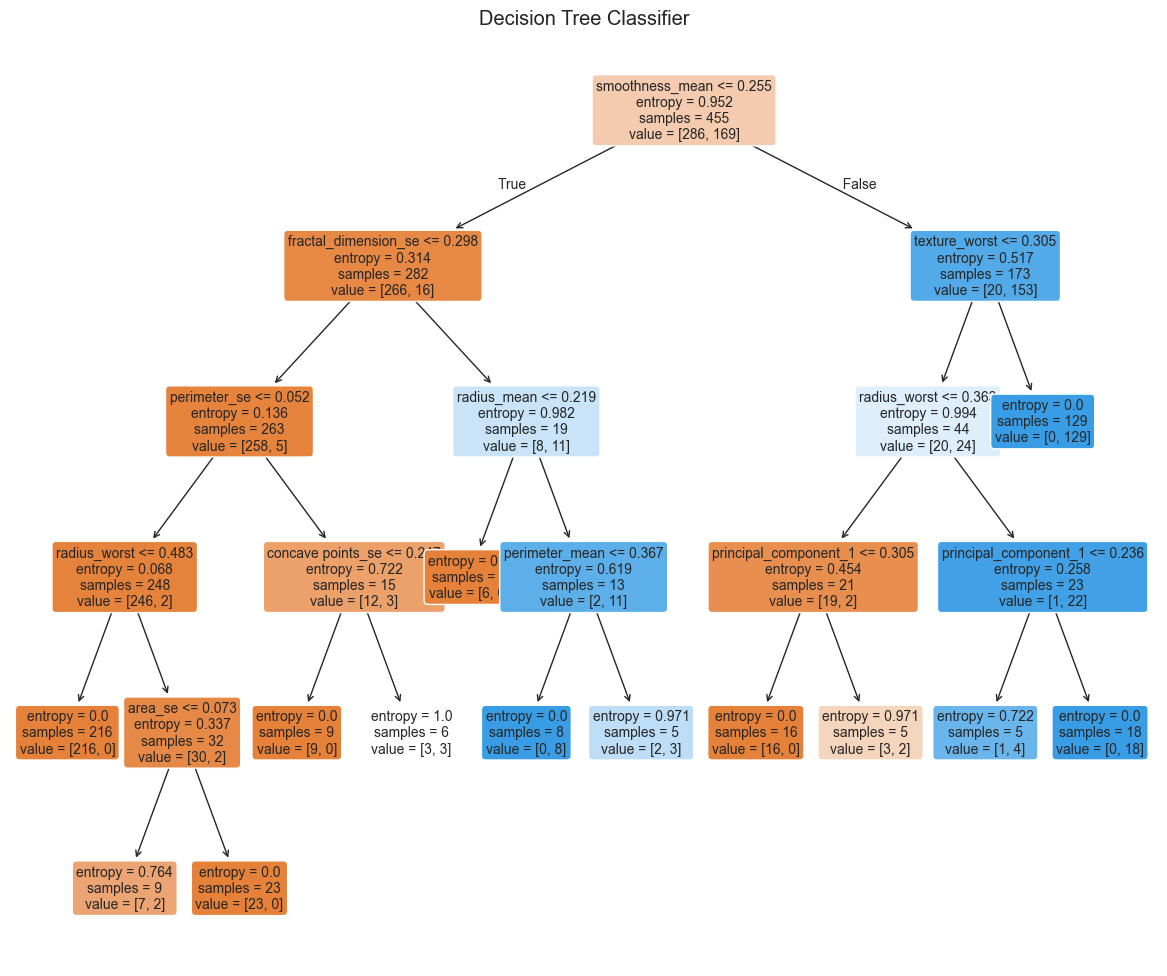 Decision Tree Classifier
smoothness_mean <= 0.255
entropy = 0.952
samples = 455
value = [286, 169]
True
False
fractal_dimension_se <= 0.298
entropy = 0.314
samples = 282
value = [266, 16]
texture_worst <= 0.305
entropy = 0.517
samples = 173
value = [20, 153]
perimeter_se <= 0.052
entropy = 0.136
samples = 263
value = [258, 5]
radius_mean <= 0.219
entropy = 0.982
samples = 19
value = [8, 11]
radius_worst <=
entropy = 0.994
samples = 44
value = [20, 24]
entropy = 0.0
samples = 129
value = [0, 129]
radius_worst <= 0.483
entropy = 0.068
samples = 248
value = [246, 2]
concave points_se <=
entropy = 0.722
samples = 15
value = [12, 3]
entropy =
samples =
value = [6,
perimeter_mean <= 0.367
entropy = 0.619
samples = 13
value = [2, 11]
principal_component_1 <= 0.305
entropy = 0.454
samples = 21
value = [19, 2]
principal_component_1 <= 0.236
entropy = 0.258
samples = 23
value = [1, 22]
entropy = 0.0
samples = 216
value = [216, 0]
area_se <= 0.073
entropy = 0.337
samples = 32
value = [30, 2]
entropy = 0.0
samples = 9
value = [9, 0]
entropy = 1.0
samples = 6
value = [3, 3]
entropy = 0.0
samples = 8
value = [0, 8]
entropy = 0.971
samples = 5
value = [2, 3]
entropy = 0.0
samples = 16
value = [16, 0]
entropy = 0.971
samples = 5
value = [3, 2]
entropy = 0.722
samples = 5
value = [1, 4]
entropy = 0.0
samples = 18
value = [0, 18]
entropy = 0.764
samples = 9
value = [7, 2]
entropy = 0.0
samples = 23
value = [23, 0]